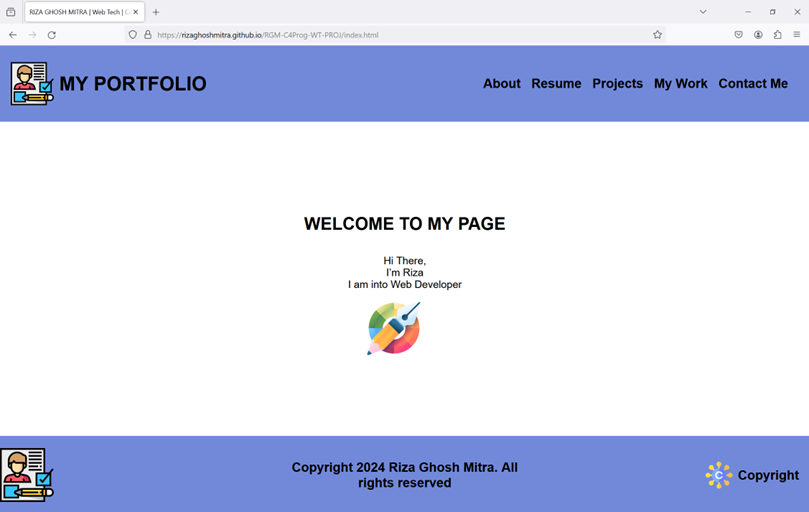 RIZA GHOSH MITRA | Web Tech |
https://rizaghoshmitra.github.io/RGM-C4Prog-WT-PROJ/index.html
MY PORTFOLIO
About Resume Projects My Work Contact Me
WELCOME TO MY PAGE
Hi There,
I'm Riza
I am into Web Developer
Copyright 2024 Riza Ghosh Mitra. All
rights reserved
C Copyright